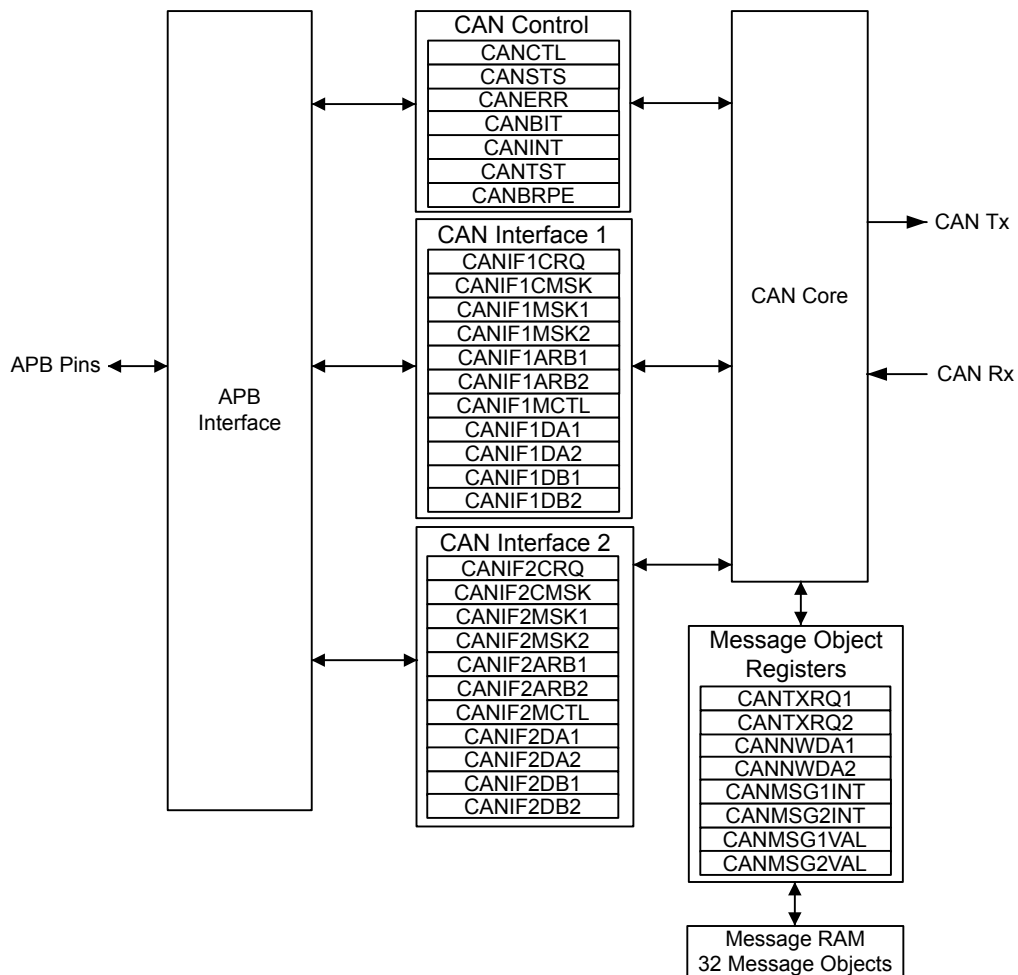 CAN Control
CANCTL
CANSTS
CANERR
CANBIT
CANINT
CANTST
CANBRPE
CAN Interface 1
CANIF1CRQ
CANIF1CMSK
CANIF1MSK1
CANIF1MSK2
CANIF1ARB1
CANIF1ARB2
CANIF1MCTL
CANIF1DA1
CANIF1DA2
CANIF1DB1
CANIF1DB2
CAN Interface 2
CANIF2CRQ
CANIF2CMSK
CANIF2MSK1
CANIF2MSK2
CANIF2ARB1
CANIF2ARB2
CANIF2MCTL
CANIF2DA1
CANIF2DA2
CANIF2DB1
CANIF2DB2
APB Pins
APB
Interface
CAN Core
CAN Tx
CAN Rx
Message Object
Registers
CANTXRQ1
CANTXRQ2
CANNWDA1
CANNWDA2
CANMSG1INT
CANMSG2INT
CANMSG1VAL
CANMSG2VAL
Message RAM
32 Message Objects